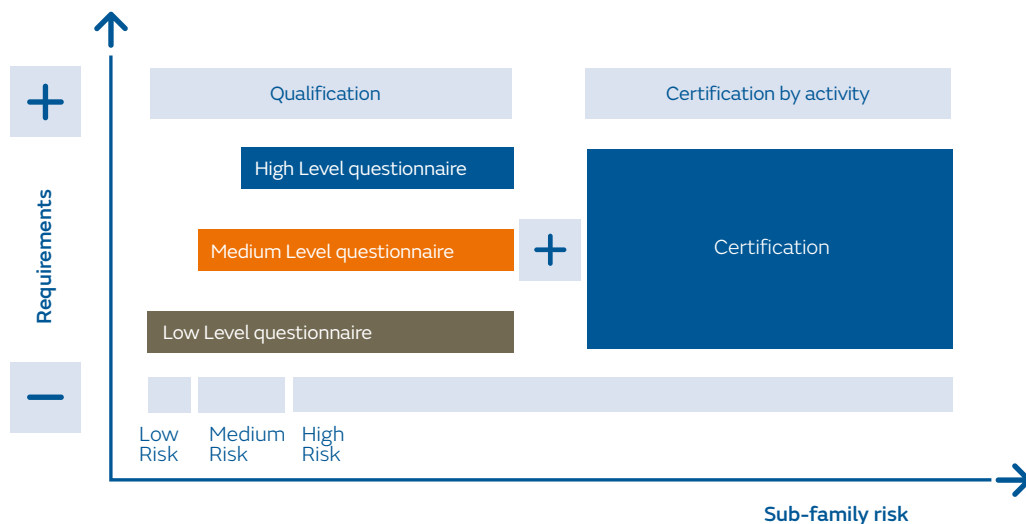 Qualification
Certification by activity
High Level questionnaire
Requirements
Medium Level questionnaire
Certification
Low Level questionnaire
Low
Risk
Medium
Risk
High
Risk
Sub-family risk